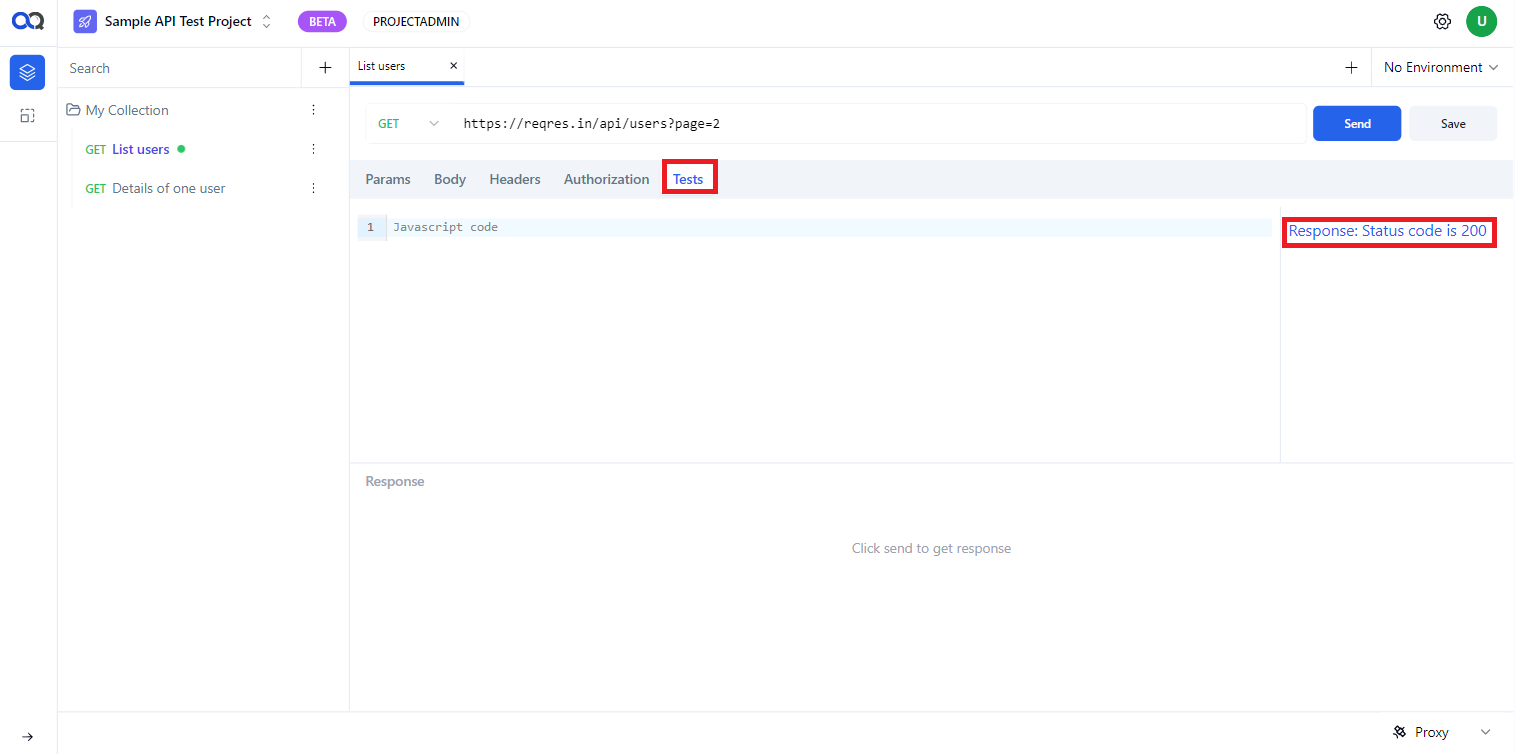 Sample API Test Project
BETA
PROJECTADMIN
U
Search
List users
No Environment
My Collection
GET List users
GET Details of one user
GET
https://reqres.in/api/users?page=2
Send
Save
Params Body Headers Authorization Tests
1 Javascript code
Response: Status code is 200
Response
Click send to get response
Proxy